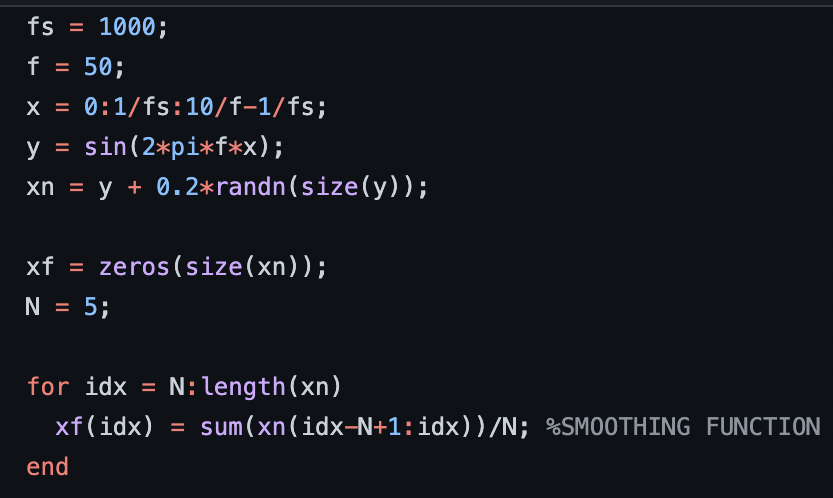 fs = 1000;
f = 50;
x = 0:1/fs:10/f-1/fs;
y = sin(2*pi*f*x);
xn = y + 0.2*randn(size(y));
xf = zeros(size(xn));
N = 5;
for idx = N:length(xn)
xf(idx) = sum(xn(idx-N+1:idx))/N; %SMOOTHING FUNCTION
end